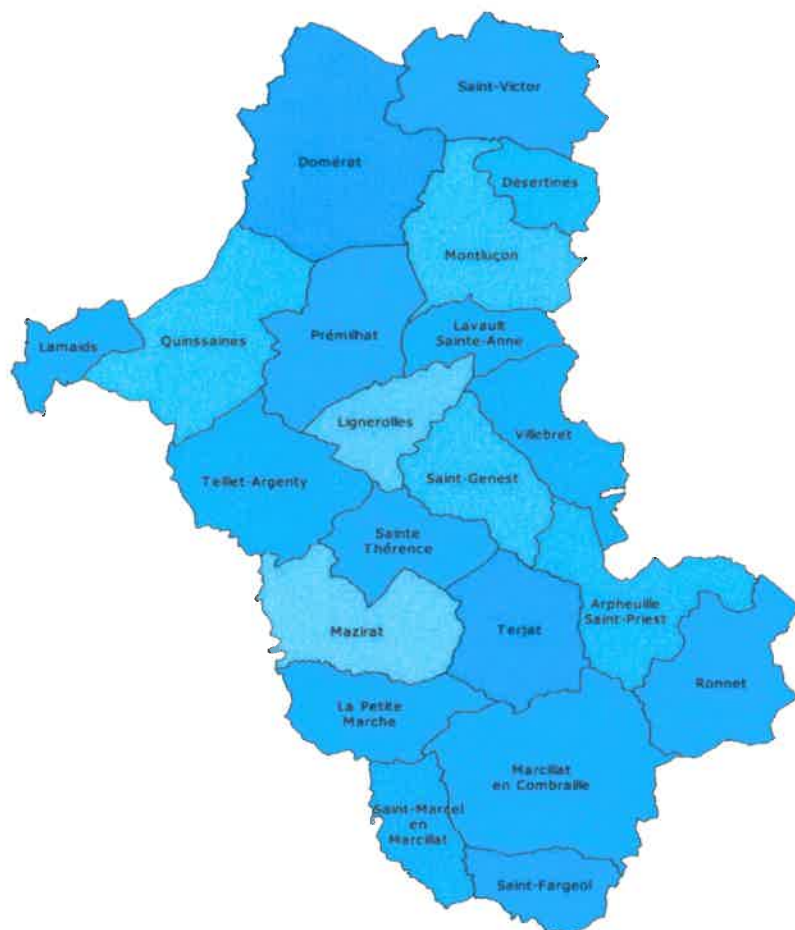 Saint-Victor
Domérat
Désertines
Montluçon
Lamaids
Quinssaines
Prémilhat
Lavault
Sainte-Anne
Lignerolles
Villebret
Teillet-Argenty
Saint-Genest
Sainte
Thérence
Mazirat
Terjat
Arpheuille
Saint-Priest
Ronnet
La Petite
Marche
Marcillat
en Combraille
Saint-Marcel
en
Marcillat
Saint-Fargeol